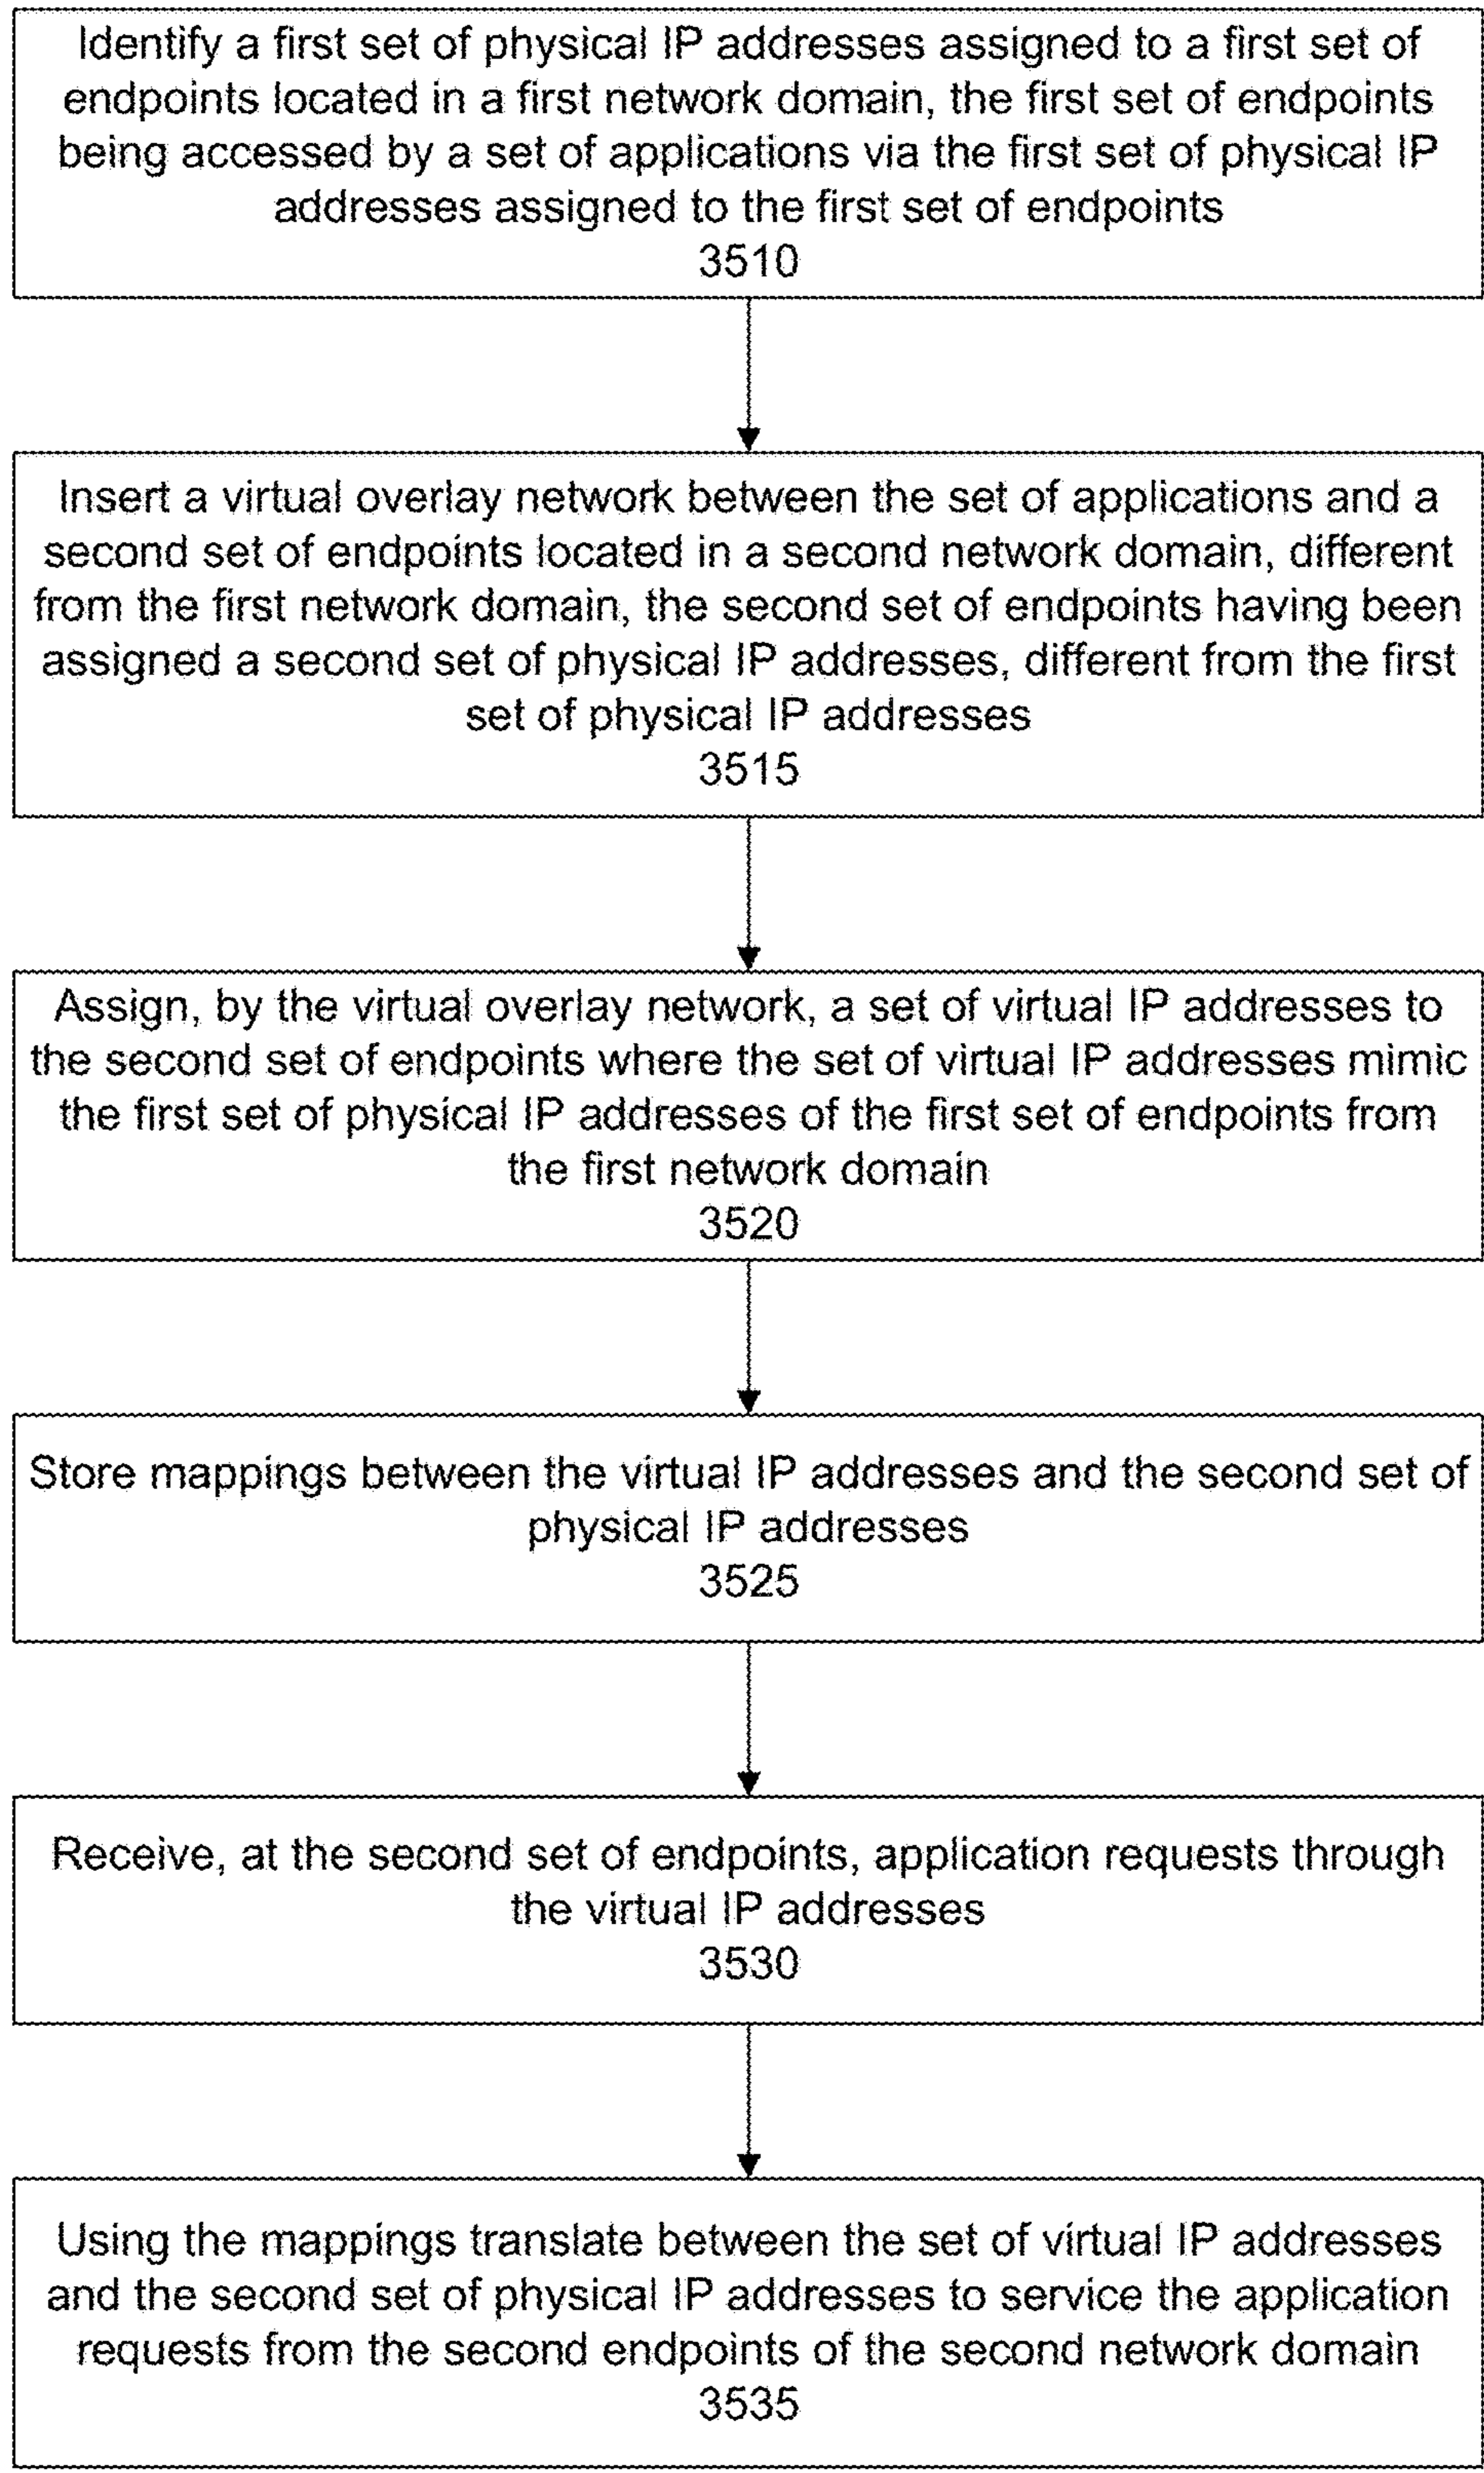 Identify a first set of physical IP addresses assigned to a first set of
endpoints located in a first network domain, the first set of endpoints
being accessed by a set of applications via the first set of physical IP
addresses assigned to the first set of endpoints
3510
Insert a virtual overlay network between the set of applications and a
second set of endpoints located in a second network domain, different
from the first network domain, the second set of endpoints having been
assigned a second set of physical IP addresses, different from the first
set of physical IP addresses
3515
Assign, by the virtual overlay network, a set of virtual IP addresses to
the second set of endpoints where the set of virtual IP addresses mimic
the first set of physical IP addresses of the first set of endpoints from
the first network domain
3520
Store mappings between the virtual IP addresses and the second set of
physical IP addresses
3525
Receive, at the second set of endpoints, application requests through
the virtual IP addresses
3530
Using the mappings translate between the set of virtual IP addresses
and the second set of physical IP addresses to service the application
requests from the second endpoints of the second network domain
3535